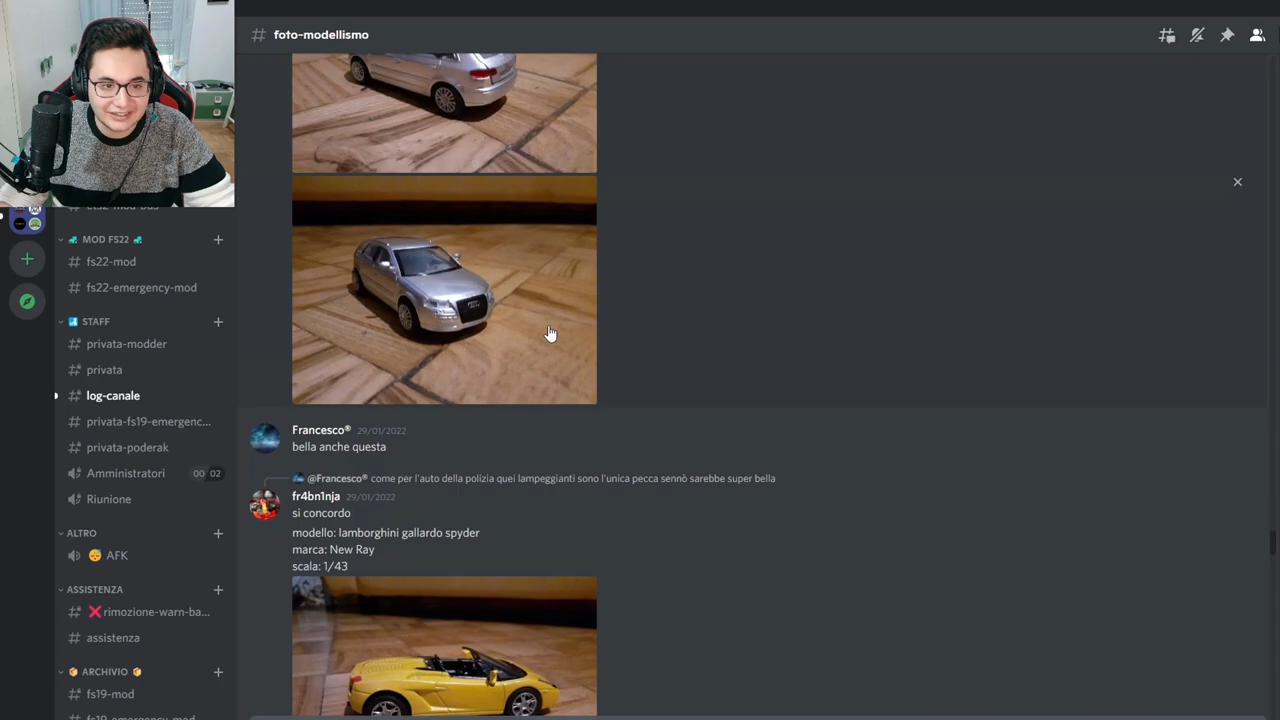 foto-modellismo
MOD FS22
fs22-mod
fs22-emergency-mod
STAFF
privata-modder
privata
log-canale
privata-fs19-emergenc...
privata-poderak
Amministratori 00 02
Riunione
ALTRO
AFK
ASSISTENZA
rimozione-warn-ba...
assistenza
ARCHIVIO
fs19-mod
fs19-emergency-mod
Francesco® 29/01/2022
bella anche questa
@Francesco® come per l'auto della polizia quei lampeggianti sono l'unica pecca sennò sarebbe super bella
fr4bn1nja 29/01/2022
si concordo
modello: lamborghini gallardo spyder
marca: New Ray
scala: 1/43